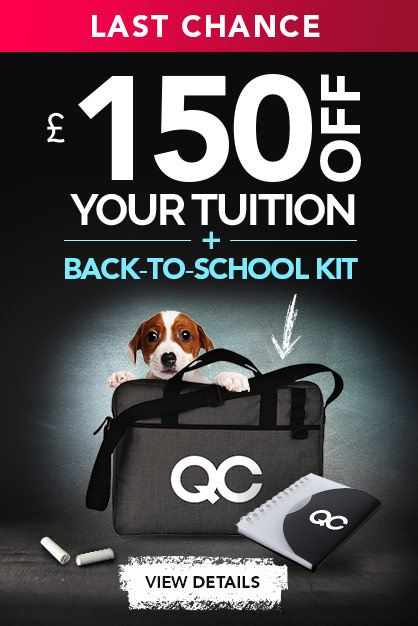 LAST CHANCE
£150 OFF
YOUR TUITION
+
BACK-TO-SCHOOL KIT
QC
QC
VIEW DETAILS